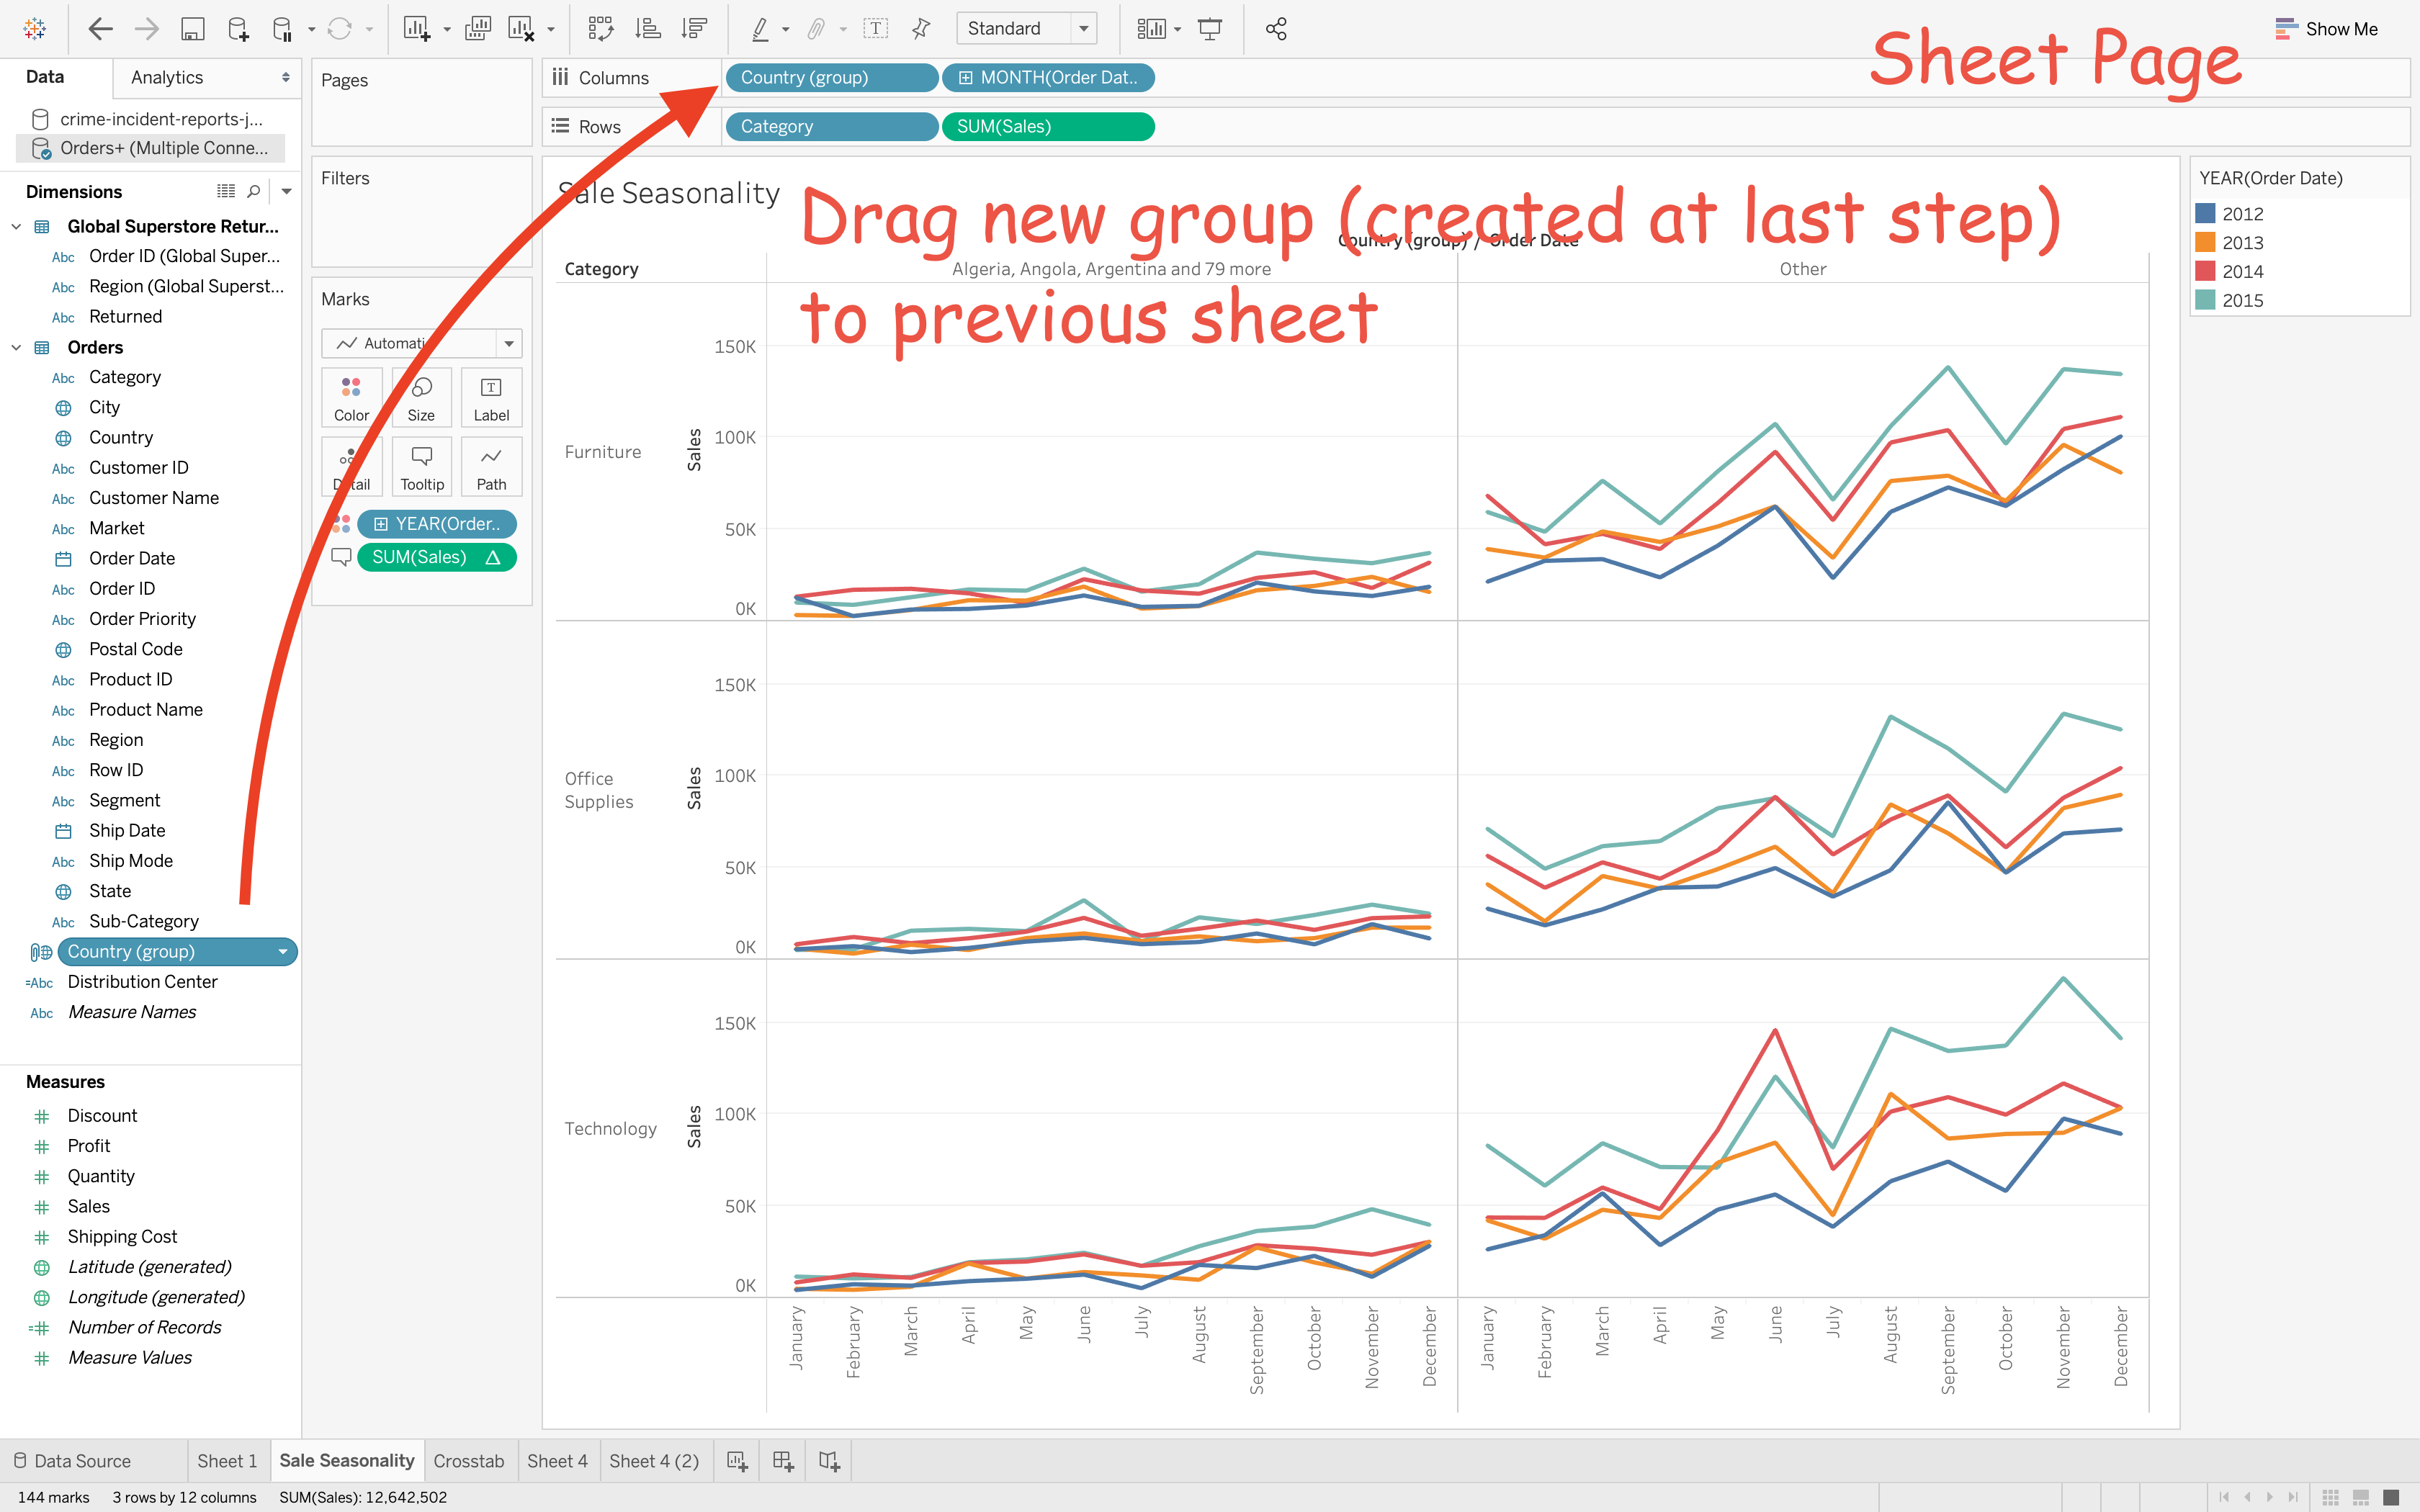 Standard
Show Me
Sheet Page
Data
Analytics
crime-incident-reports-j...
Orders+ (Multiple Conne...
Dimensions
Global Superstore Retur...
Abc Order ID (Global Super...
Abc Region (Global Superst...
Abc Returned
Orders
Abc Category
City
Country
Abc Customer ID
Abc Customer Name
Abc Market
Order Date
Abc Order ID
Abc Order Priority
Postal Code
Abc Product ID
Abc Product Name
Abc Region
Abc Row ID
Abc Segment
Ship Date
Abc Ship Mode
State
Abc Sub-Category
Country (group)
=Abc Distribution Center
Abc Measure Names
Measures
# Discount
# Profit
# Quantity
# Sales
# Shipping Cost
Latitude (generated)
Longitude (generated)
=# Number of Records
# Measure Values
Pages
Filters
Marks
Automati
Color
Size
T
Label
Detail
Tooltip
Path
YEAR(Order..
SUM(Sales)
Columns
Country (group)
MONTH(Order Dat..
Rows
Category
SUM(Sales)
Sale Seasonality
Drag new group (created at last step)
to previous sheet
Country (group) / Order Date
Category
Algeria, Angola, Argentina and 79 more
Other
Furniture
Sales
150K
100K
50K
0K
Office
Supplies
Sales
150K
100K
50K
0K
Technology
Sales
150K
100K
50K
0K
January
February
March
April
May
June
July
August
September
October
November
December
January
February
March
April
May
June
July
August
September
October
November
December
YEAR(Order Date)
2012
2013
2014
2015
Data Source
Sheet 1
Sale Seasonality
Crosstab
Sheet 4
Sheet 4 (2)
144 marks
3 rows by 12 columns
SUM(Sales): 12,642,502